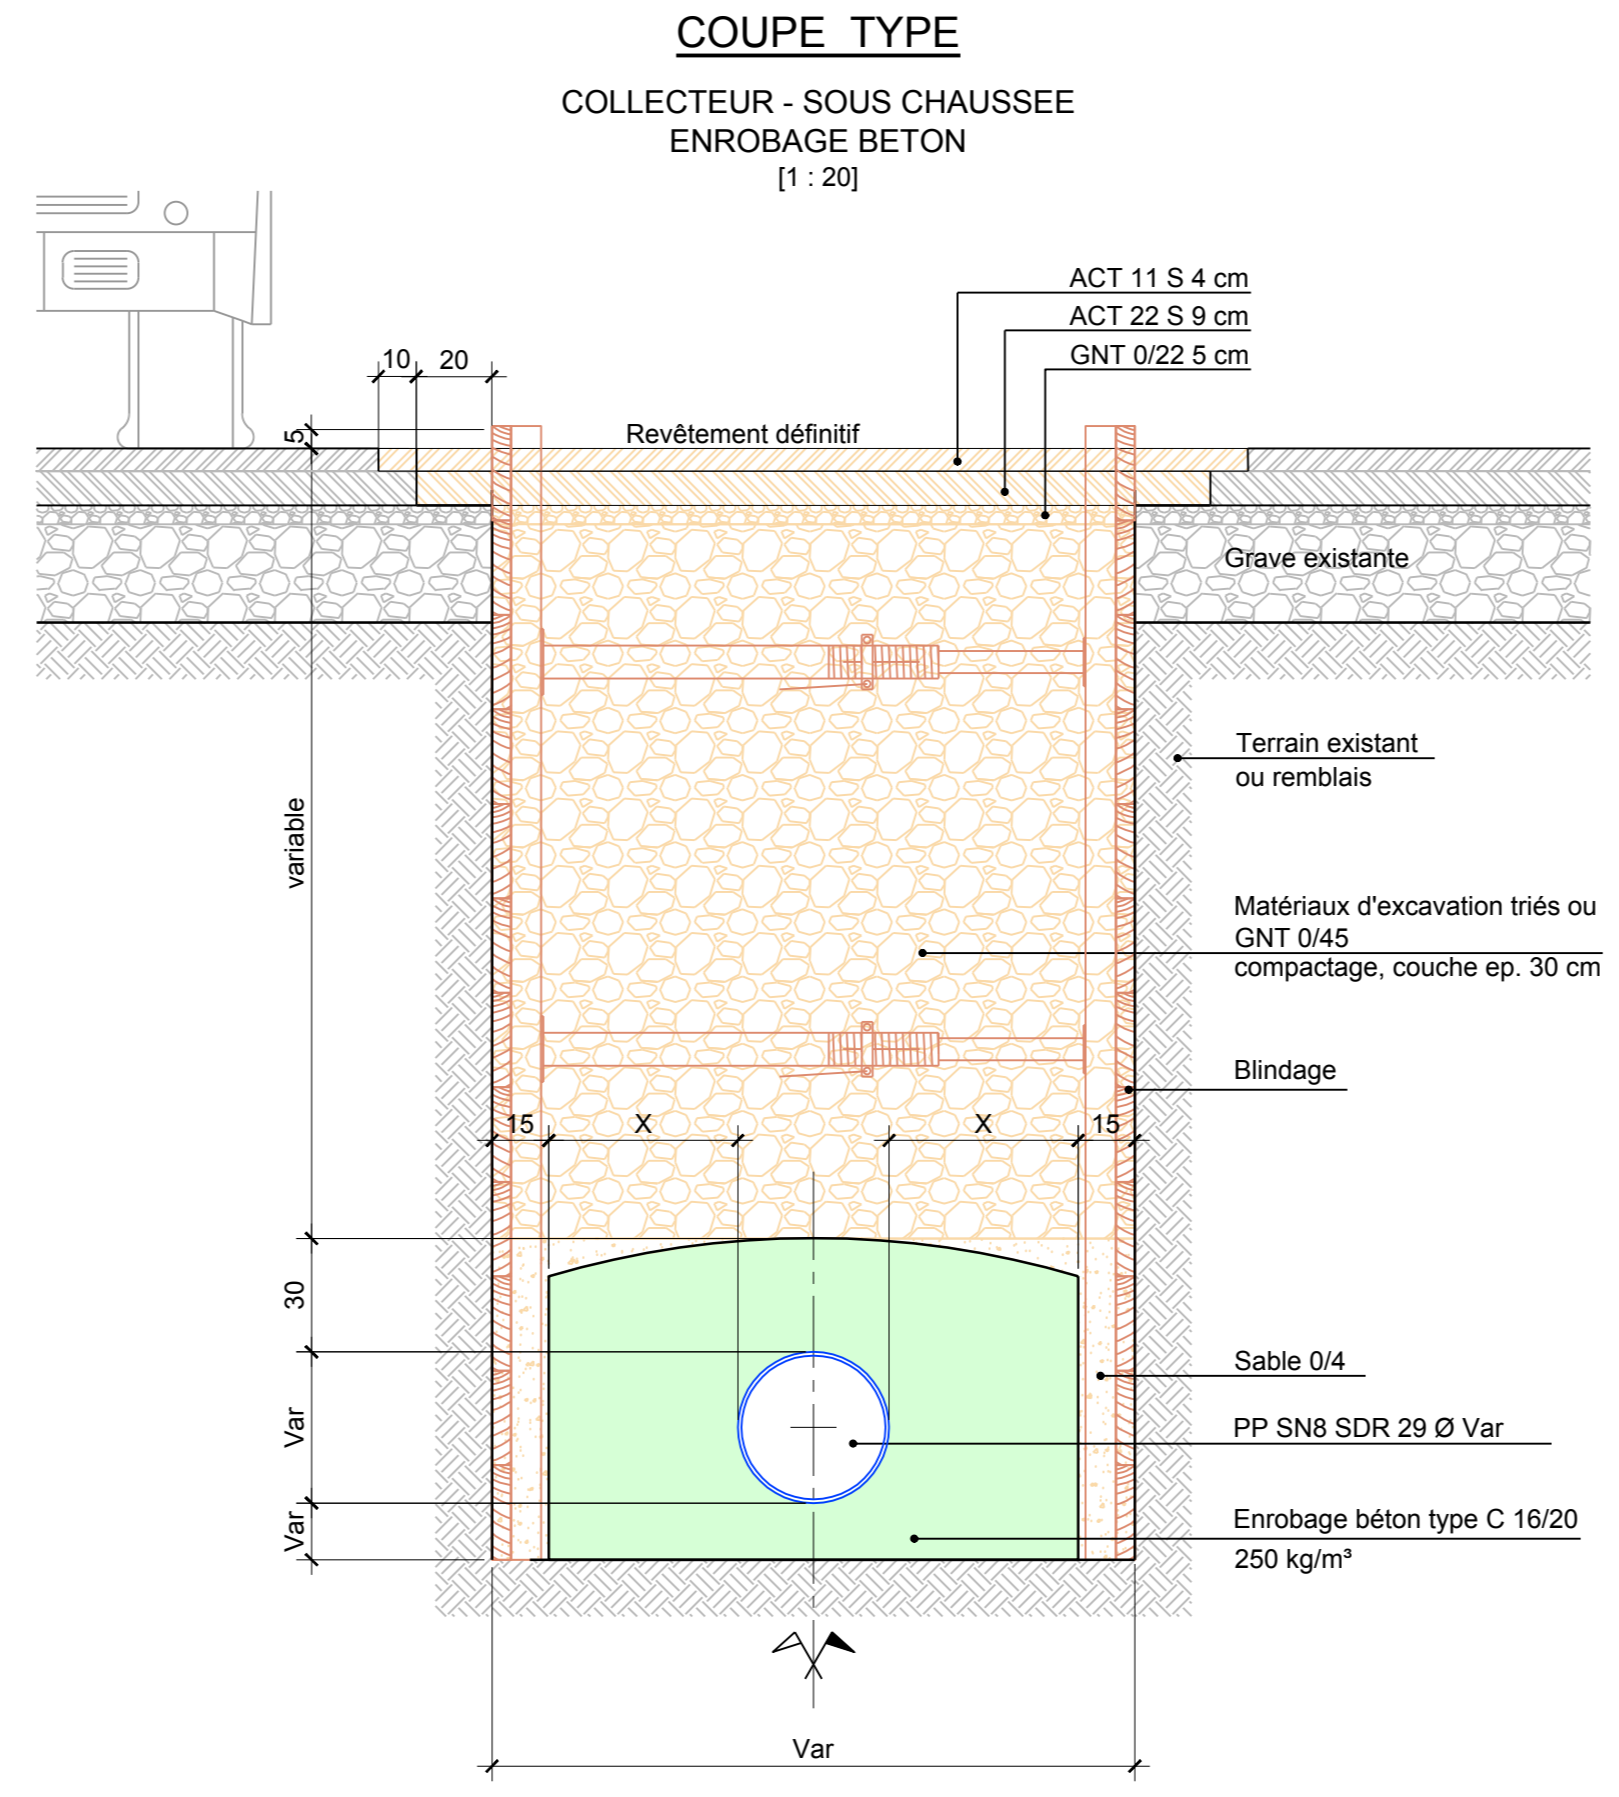 COUPE TYPE
COLLECTEUR - SOUS CHAUSSEE
ENROBAGE BETON
[1 : 20]
ACT 11 S 4 cm
ACT 22 S 9 cm
GNT 0/22 5 cm
10 20
5
Revêtement définitif
Grave existante
Terrain existant
ou remblais
variable
Matériaux d'excavation triés ou
GNT 0/45
compactage, couche ep. 30 cm
Blindage
15 X X 15
30
Sable 0/4
Var
PP SN8 SDR 29 Ø Var
Var
Enrobage béton type C 16/20
250 kg/m³
Var